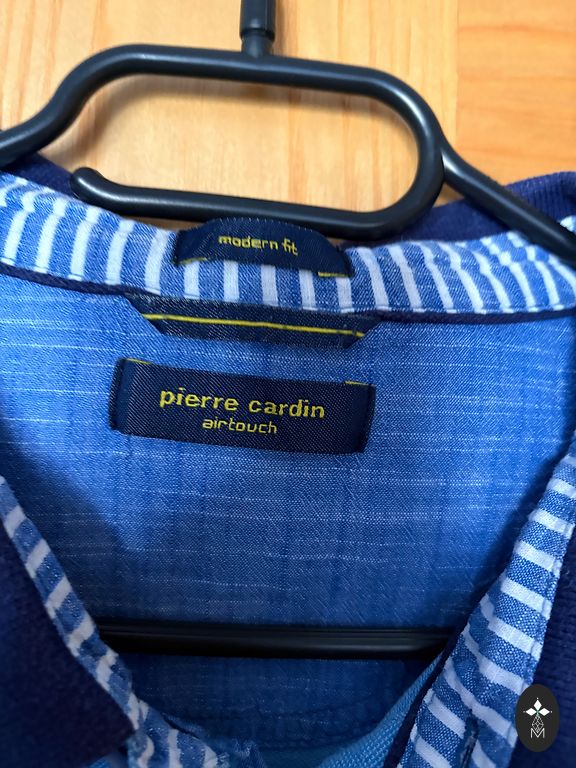 modern fit
pierre cardin
airtouch